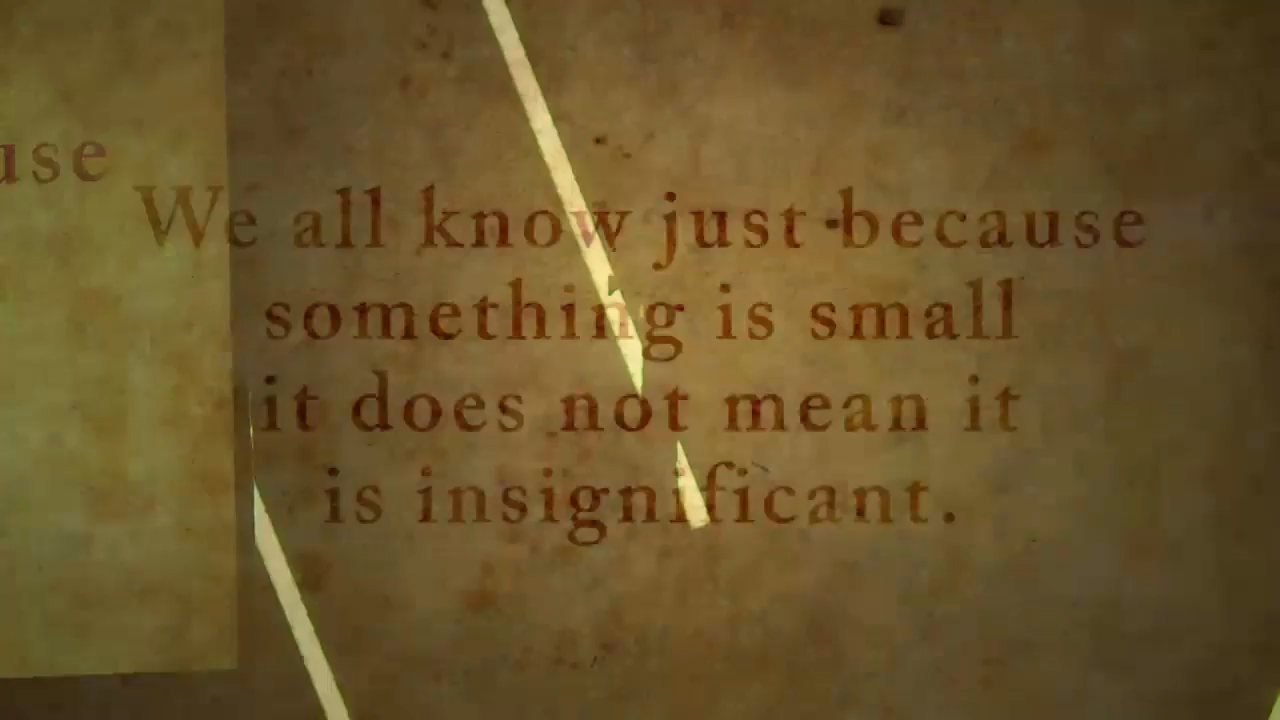 use
We all know just because
something is small
it does not mean it
is insignificant.